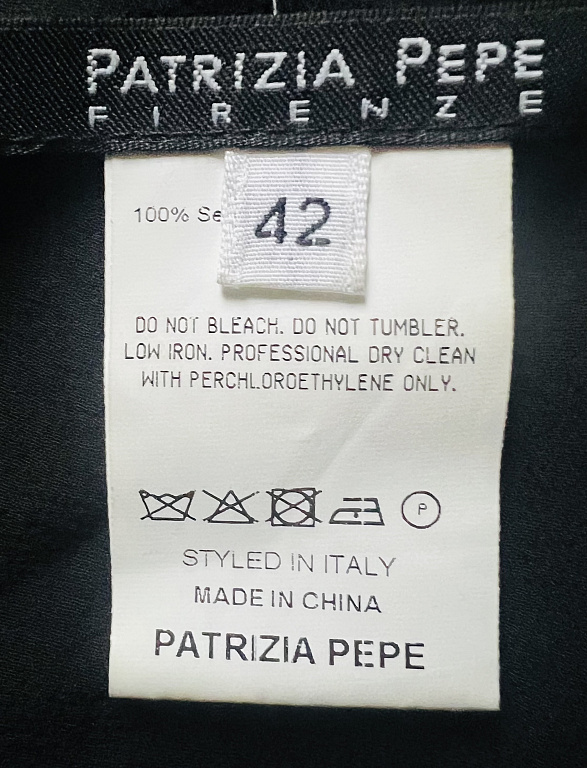 PATRIZIA PEPE
FIRENZE
42
100% Se
DO NOT BLEACH. DO NOT TUMBLER.
LOW IRON. PROFESSIONAL DRY CLEAN
WITH PERCHLOROETHYLENE ONLY.
P
STYLED IN ITALY
MADE IN CHINA
PATRIZIA PEPE